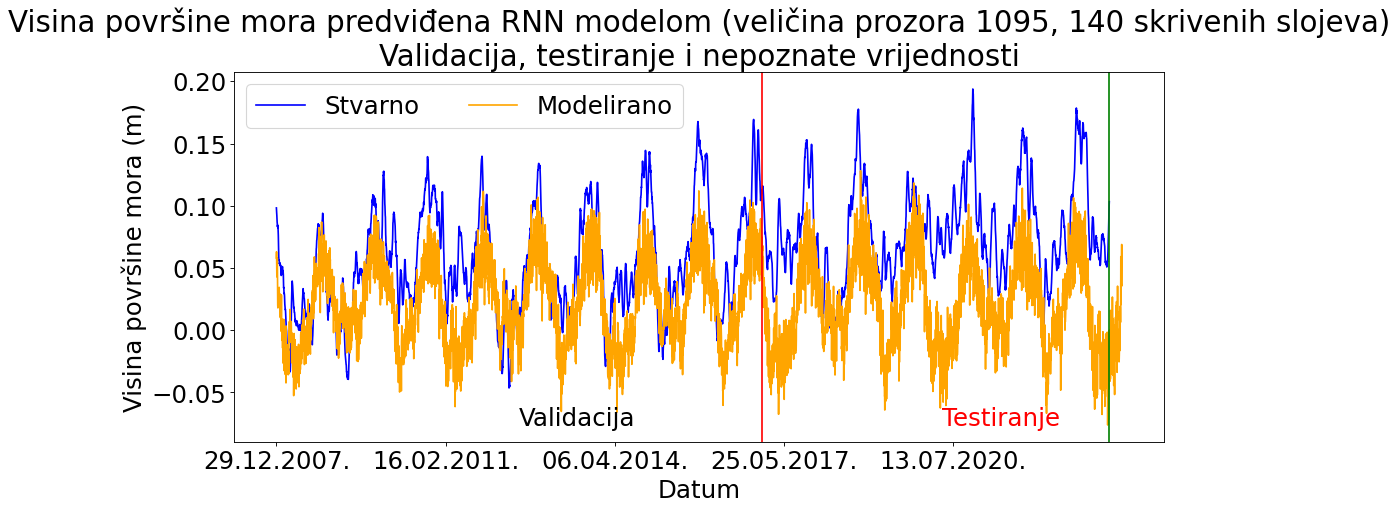 Visina površine mora predviđena RNN modelom (veličina prozora 1095, 140 skrivenih slojeva)
Validacija, testiranje i nepoznate vrijednosti
Stvarno
Modelirano
Visina površine mora (m)
0.20
0.15
0.10
0.05
0.00
−0.05
Validacija
Testiranje
29.12.2007.
16.02.2011.
06.04.2014.
25.05.2017.
13.07.2020.
Datum